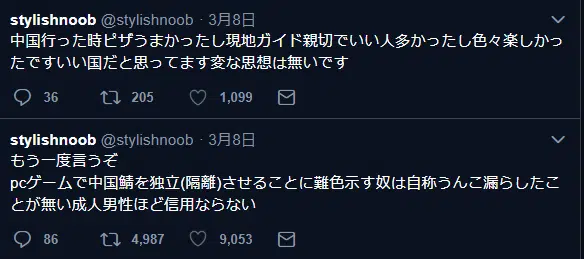 stylishnoob @stylishnoob · 3月8日
中国行った時ピザうまかったし現地ガイド親切でいい人多かったし色々楽しかっ
たですいい国だと思ってます変な思想は無いです
36 205 1,099
stylishnoob @stylishnoob · 3月8日
もう一度言うぞ
pcゲームで中国鯖を独立(隔離)させることに難色示す奴は自称うんこ漏らしたこ
とが無い成人男性ほど信用ならない
86 4,987 9,053